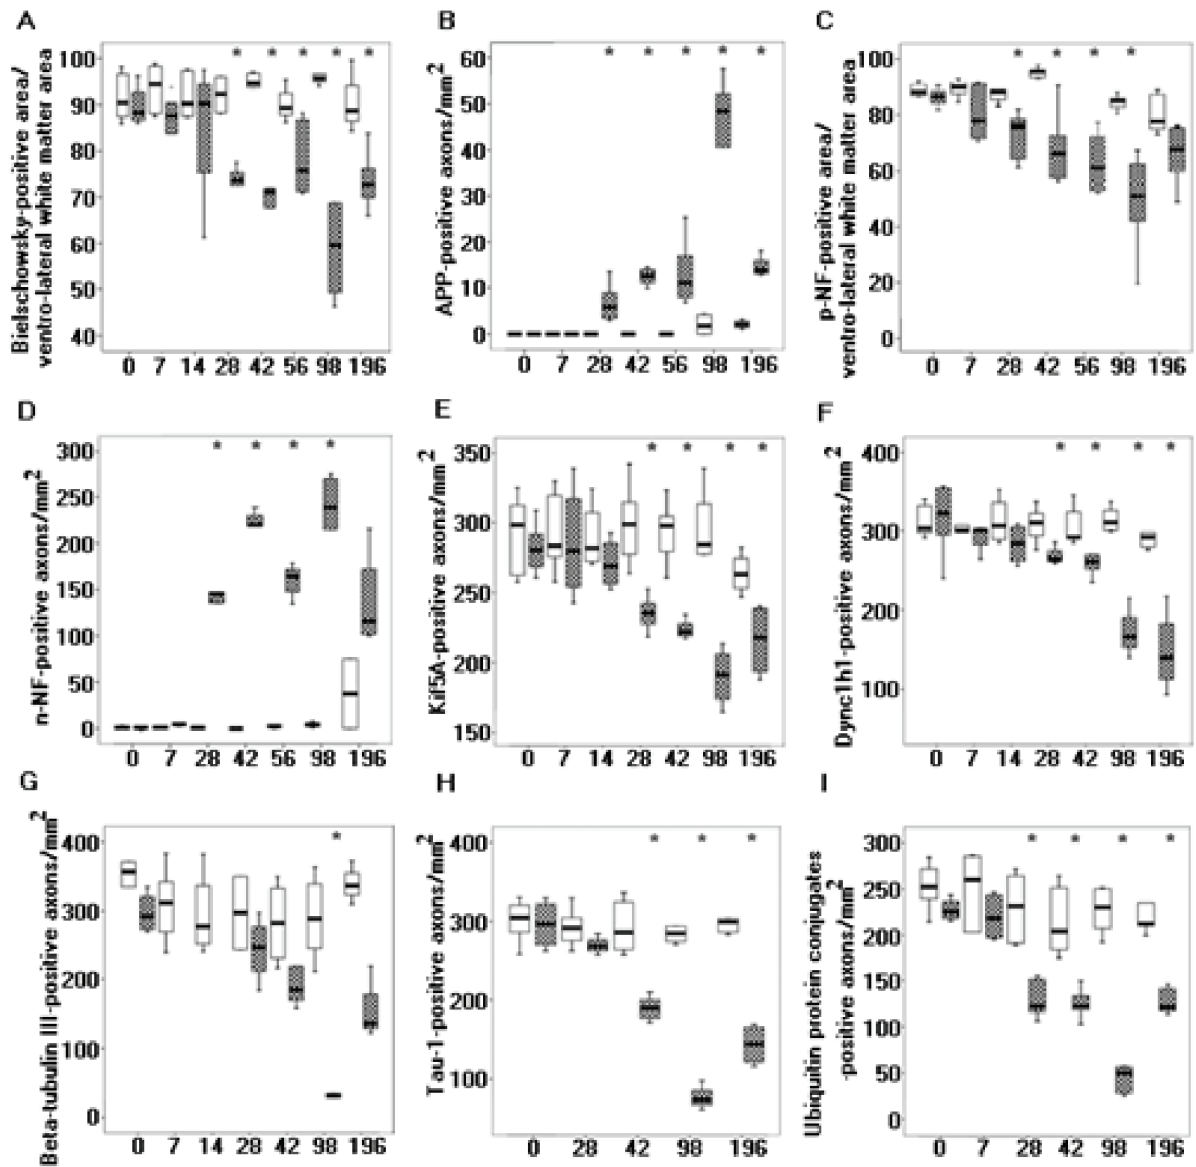 A
Bielschowsky-positive area/
ventro-lateral white matter area
* * * * *
100
90
80
70
60
50
40
0 7 14 28 42 56 98 196
B
APP-positive axons/mm2
* * * * *
60
50
40
30
20
10
0
0 7 28 42 56 98 196
C
p-NF-positive area/
ventro-lateral white matter area
* * * *
100
80
60
40
20
0
0 7 28 42 56 98 196
D
n-NF-positive axons/mm2
* * * *
300
250
200
150
100
50
0
0 7 28 42 56 98 196
E
Kif5A-positive axons/mm2
* * * *
350
300
250
200
150
0 7 14 28 42 98 196
F
Dync1h1-positive axons/mm2
* * * *
400
300
200
100
0 7 14 28 42 98 196
G
Beta-tubulin III-positive axons/mm2
*
400
300
200
100
0
0 7 14 28 42 98 196
H
Tau-1-positive axons/mm2
* * *
400
300
200
100
0 28 42 98 196
I
Ubiquitin protein conjugates
-positive axons/mm2
* * * *
300
250
200
150
100
50
0
0 7 28 42 98 196